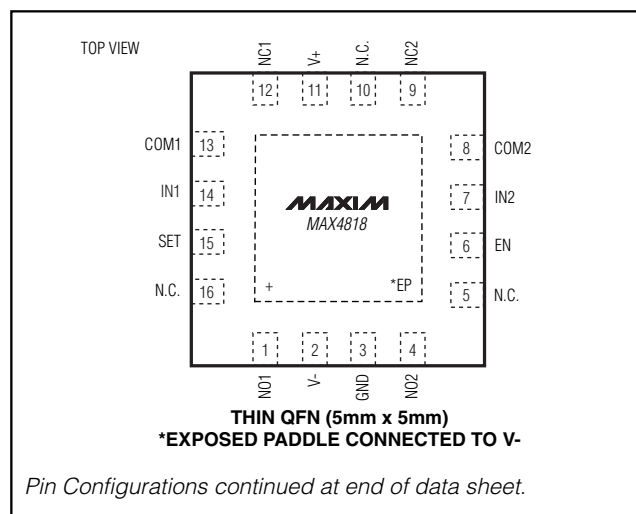 TOP VIEW
NC1
V+
N.C.
NC2
12
11
10
9
COM1
13
8
COM2
IN1
14
MAXIM
MAX4818
7
IN2
SET
15
6
EN
N.C.
16
+
*EP
5
N.C.
1
2
3
4
NO1
V-
GND
NO2
THIN QFN (5mm x 5mm)
*EXPOSED PADDLE CONNECTED TO V-
Pin Configurations continued at end of data sheet.